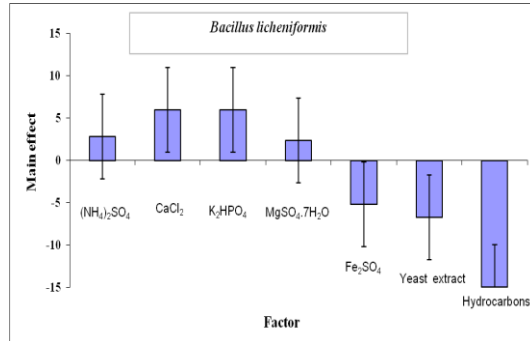 Bacillus licheniformis
Main effect
15
10
5
0
-5
-10
-15
(NH₄)₂SO₄
CaCl₂
K₂HPO₄
MgSO₄.7H₂O
Fe₂SO₄
Yeast extract
Hydrocarbons
Factor